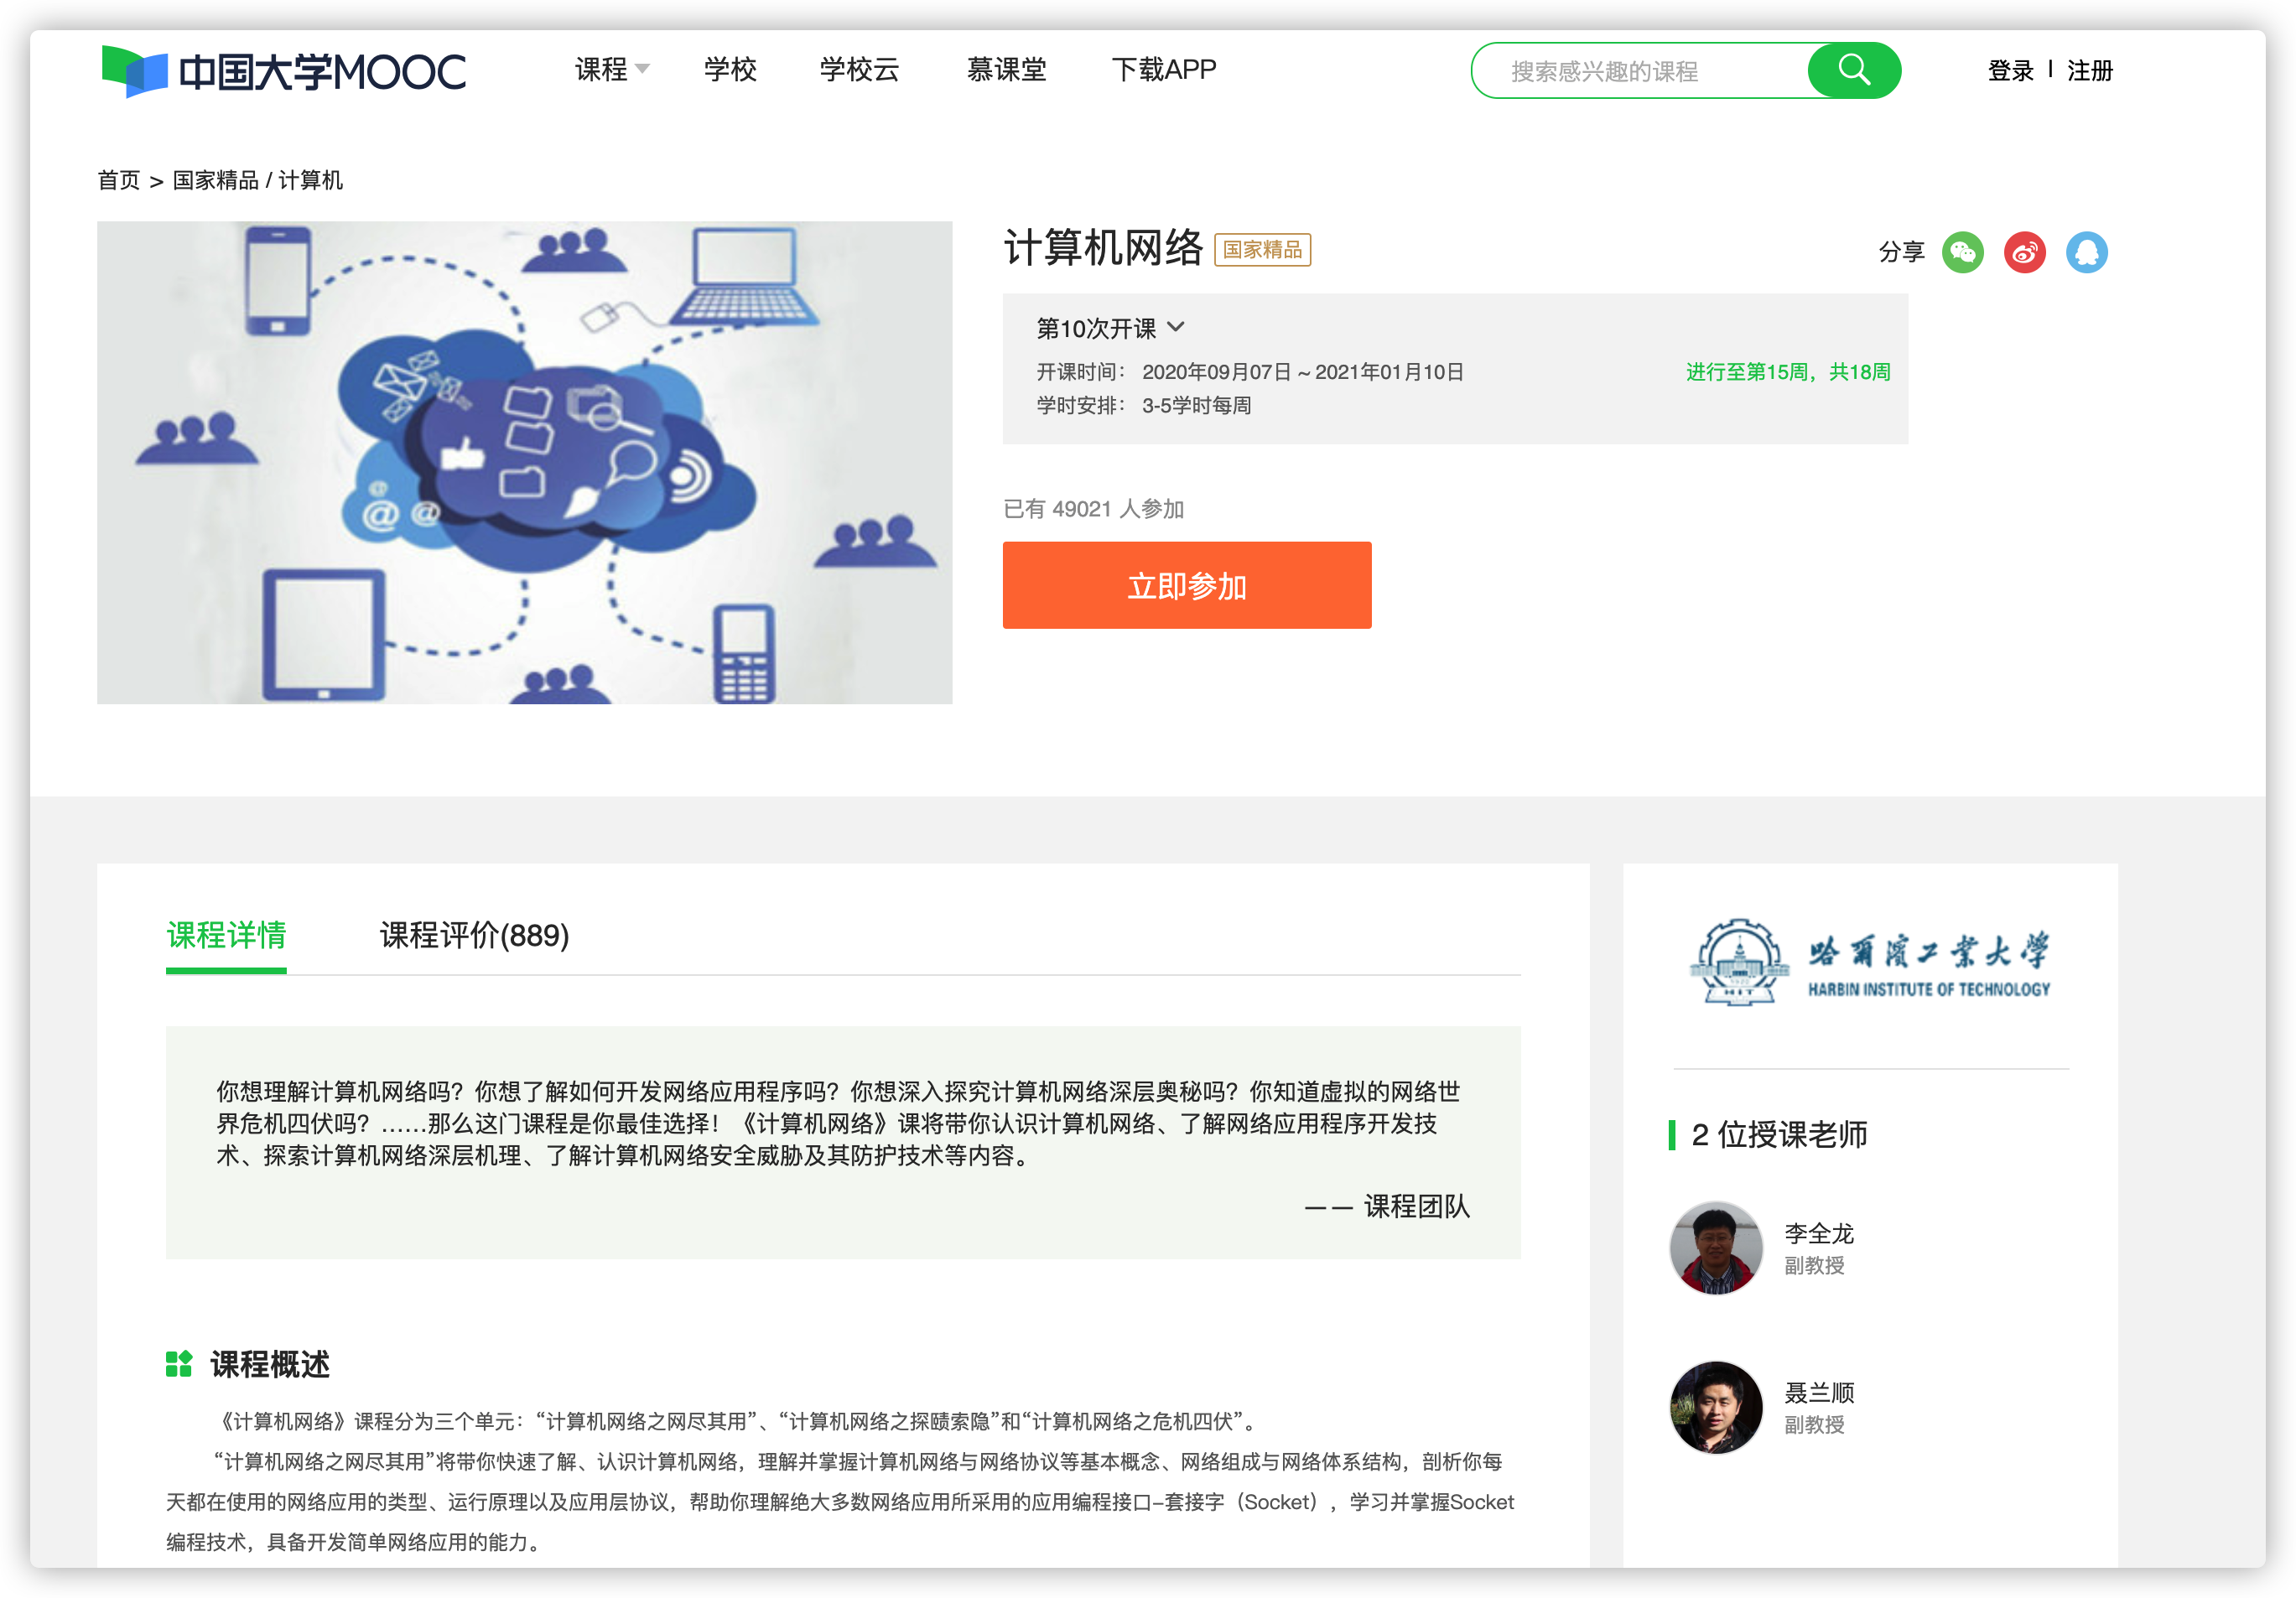 中国大学MOOC
课程 学校 学校云 慕课堂 下载APP
搜索感兴趣的课程
登录 | 注册
首页 > 国家精品 / 计算机
计算机网络 国家精品
分享
第10次开课
开课时间: 2020年09月07日 ~ 2021年01月10日
进行至第15周，共18周
学时安排: 3-5学时每周
已有 49021 人参加
立即参加
@
@ @
课程详情 课程评价(889)
你想理解计算机网络吗？你想了解如何开发网络应用程序吗？你想深入探究计算机网络深层奥秘吗？你知道虚拟的网络世
界危机四伏吗？……那么这门课程是你最佳选择！《计算机网络》课将带你认识计算机网络、了解网络应用程序开发技
术、探索计算机网络深层机理、了解计算机网络安全威胁及其防护技术等内容。
—— 课程团队
课程概述
《计算机网络》课程分为三个单元：“计算机网络之网尽其用”、“计算机网络之探赜索隐”和“计算机网络之危机四伏”。
“计算机网络之网尽其用”将带你快速了解、认识计算机网络，理解并掌握计算机网络与网络协议等基本概念、网络组成与网络体系结构，剖析你每
天都在使用的网络应用的类型、运行原理以及应用层协议，帮助你理解绝大多数网络应用所采用的应用编程接口–套接字（Socket），学习并掌握Socket
编程技术，具备开发简单网络应用的能力。
HIT
哈爾濱工業大學
HARBIN INSTITUTE OF TECHNOLOGY
2 位授课老师
李全龙
副教授
聂兰顺
副教授